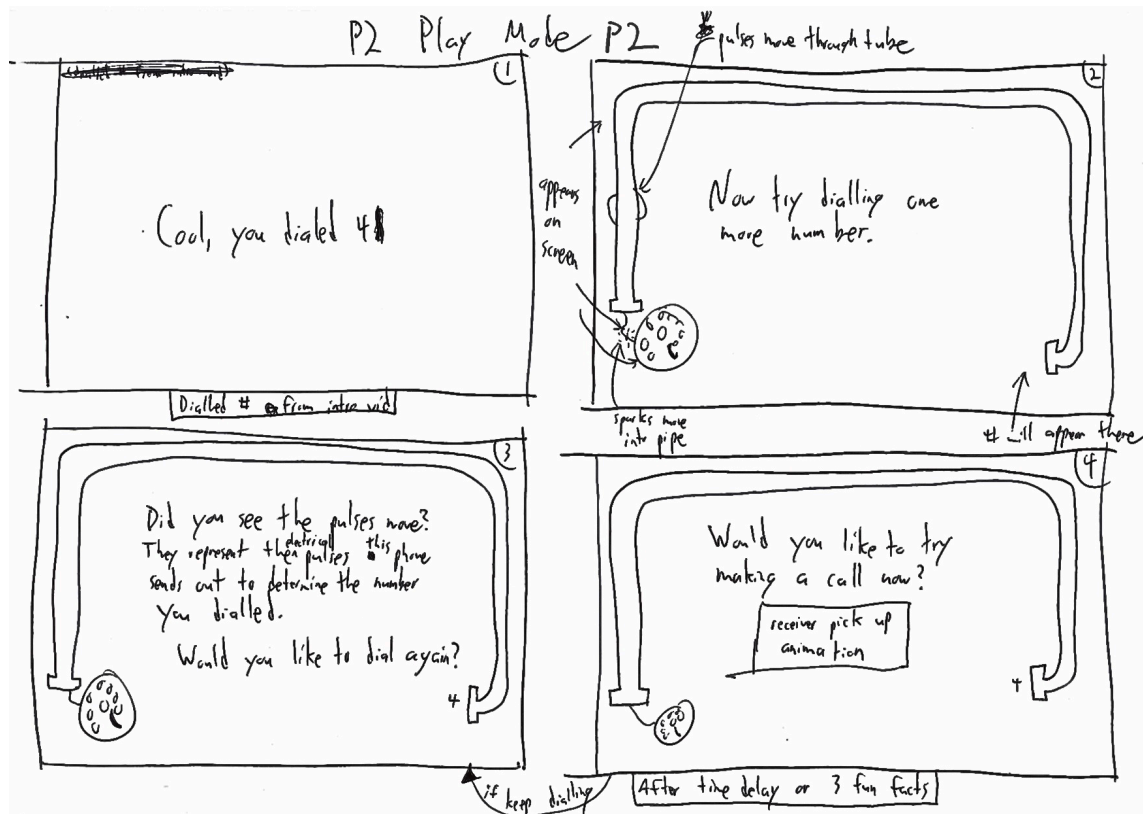 P2 Play Mode P2
pulses move through tube
1
Cool, you dialed 4
Dialled # from intro vid
2
appears
on
screen
Now try dialling one
more number.
sparks move
into pipe
# will appear there
3
Did you see the pulses move?
They represent the electrical pulses this phone
sends out to determine the number
you dialled.
Would you like to dial again?
4
if keep dialling
4
Would you like to try
making a call now?
receiver pick up
animation
4
After time delay or 3 fun facts